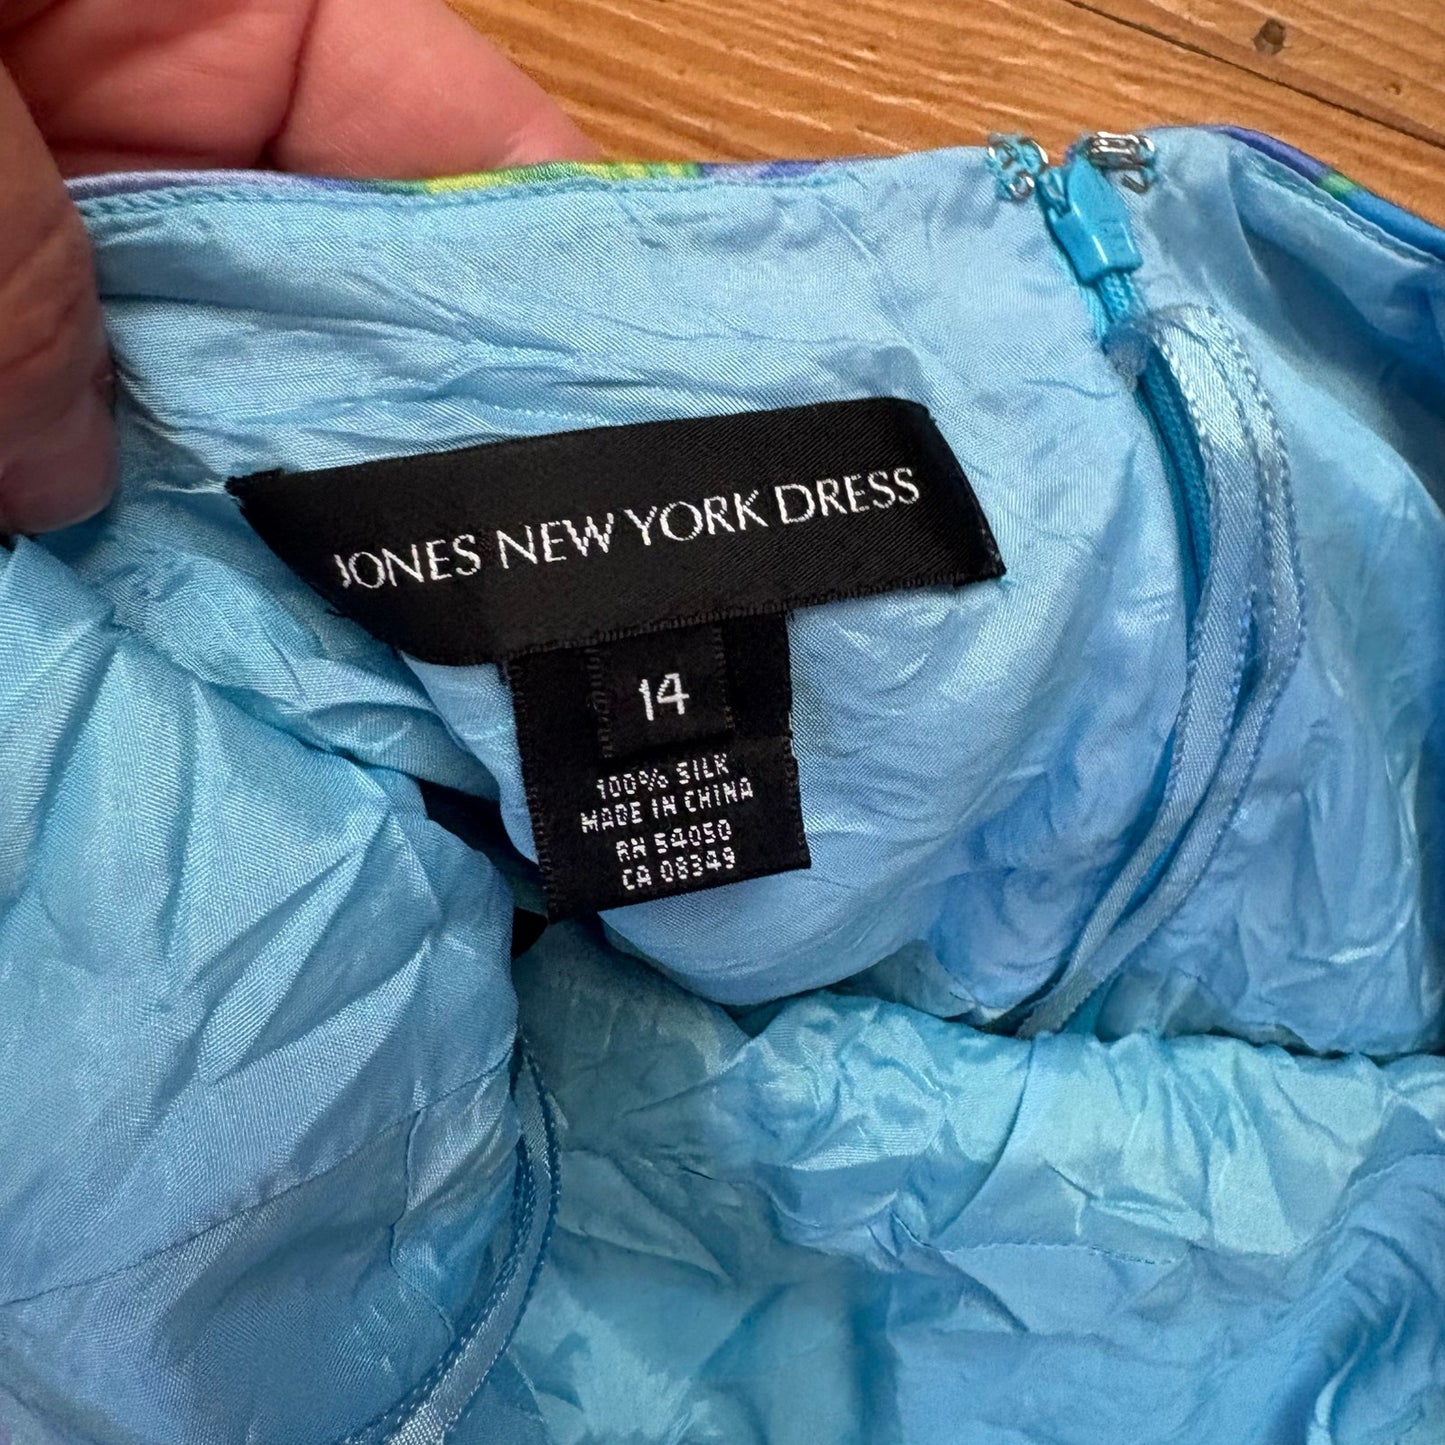 JONES NEW YORK DRESS
14
100% SILK
MADE IN CHINA
RN 54050
CA 08349